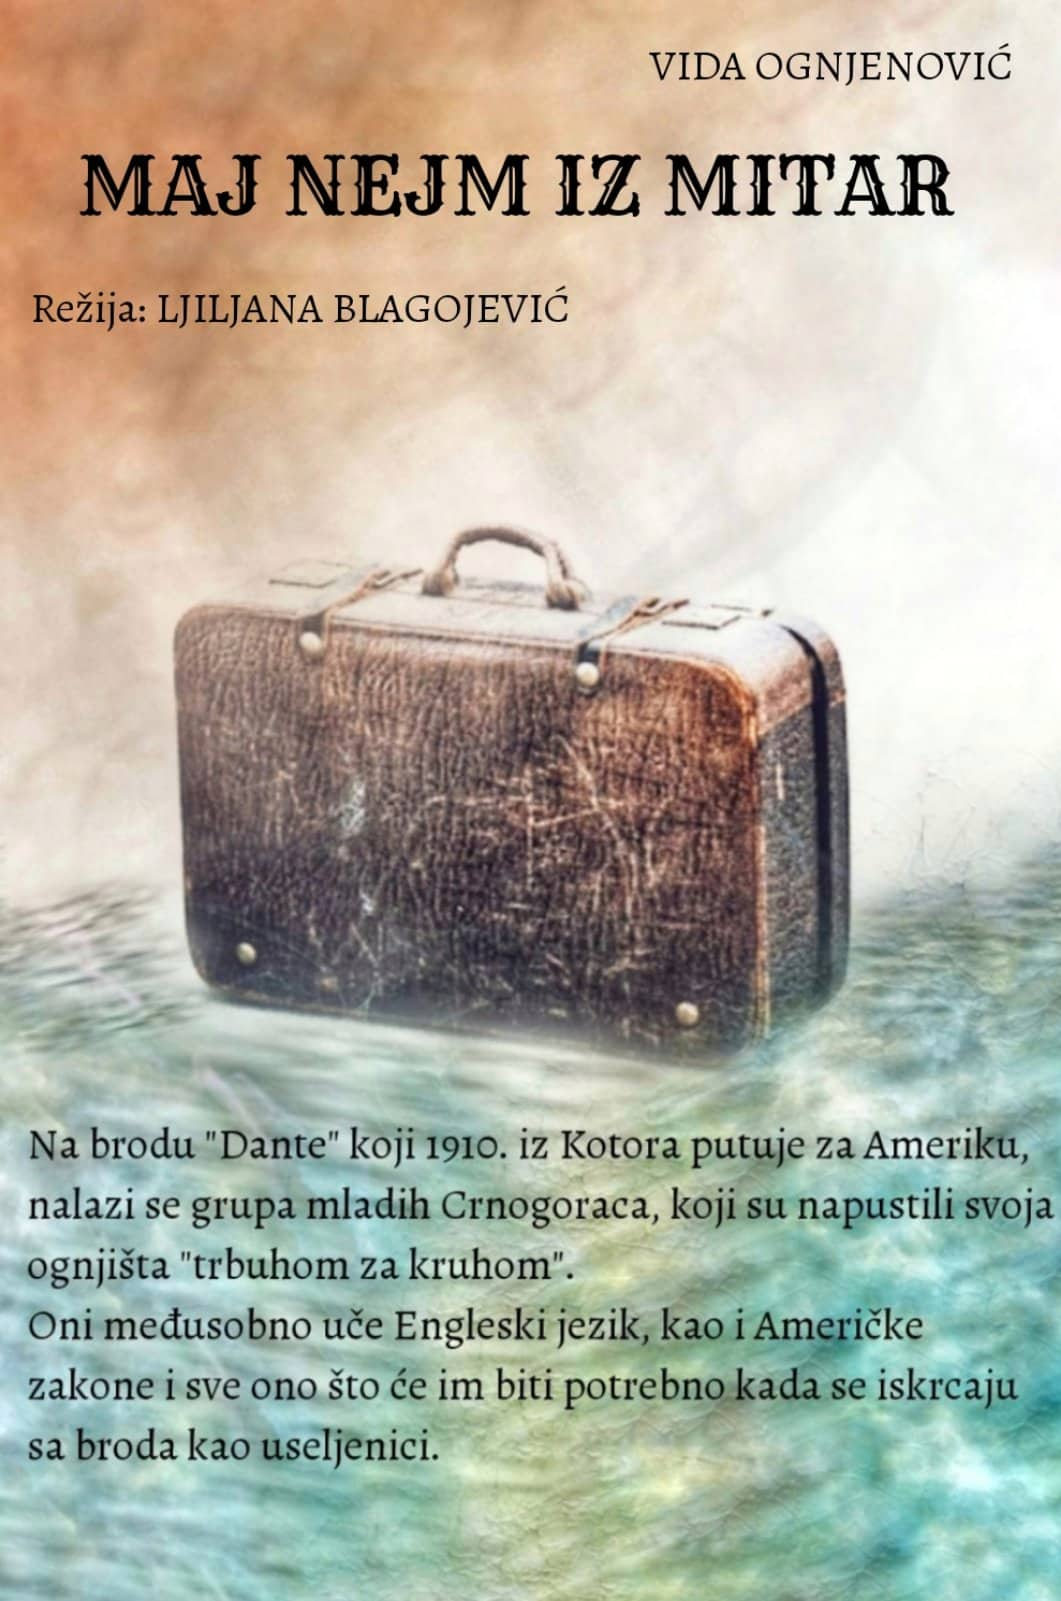 VIDA OGNJENOVIĆ
MAJ NEJM IZ MITAR
Režija: LJILJANA BLAGOJEVIĆ
Na brodu "Dante" koji 1910. iz Kotora putuje za Ameriku,
nalazi se grupa mladih Crnogoraca, koji su napustili svoja
ognjišta "trbuhom za kruhom".
Oni međusobno uče Engleski jezik, kao i Američke
zakone i sve ono što će im biti potrebno kada se iskrcaju
sa broda kao useljenici.